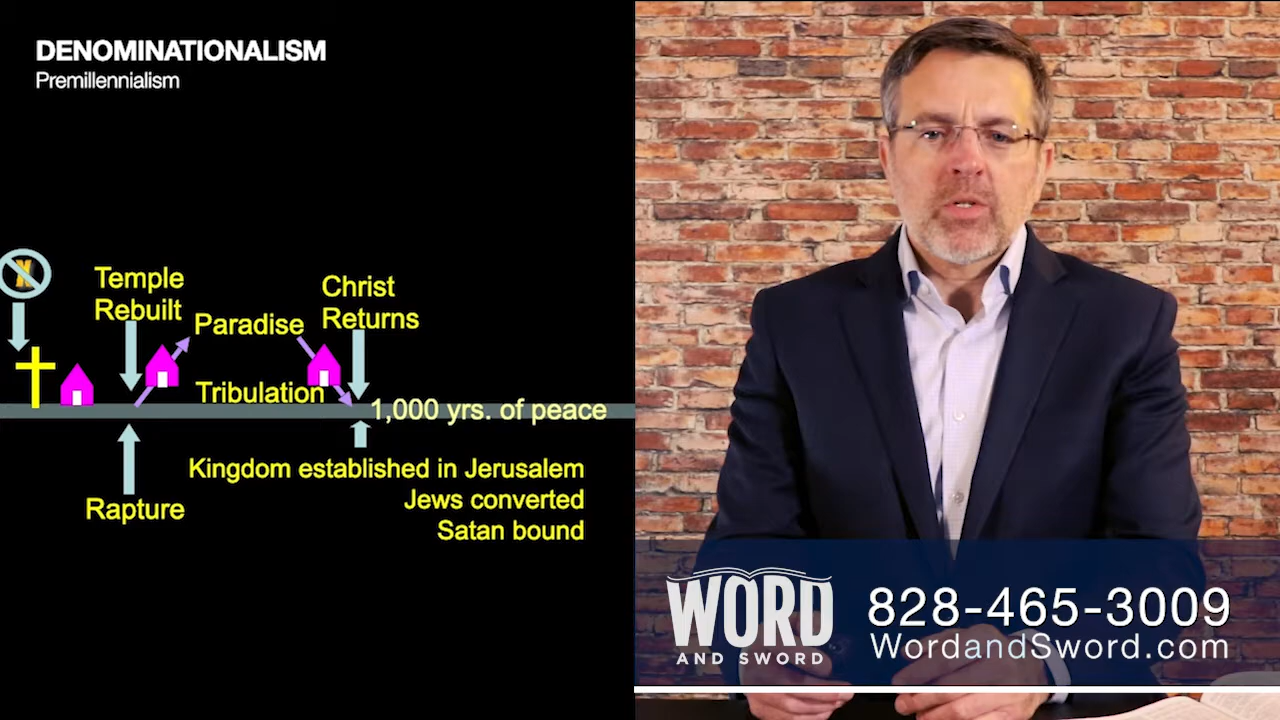 DENOMINATIONALISM
Premillennialism
Temple
Rebuilt
Paradise
Christ
Returns
Tribulation
1,000 yrs. of peace
Rapture
Kingdom established in Jerusalem
Jews converted
Satan bound
WORD
AND SWORD
828-465-3009
WordandSword.com